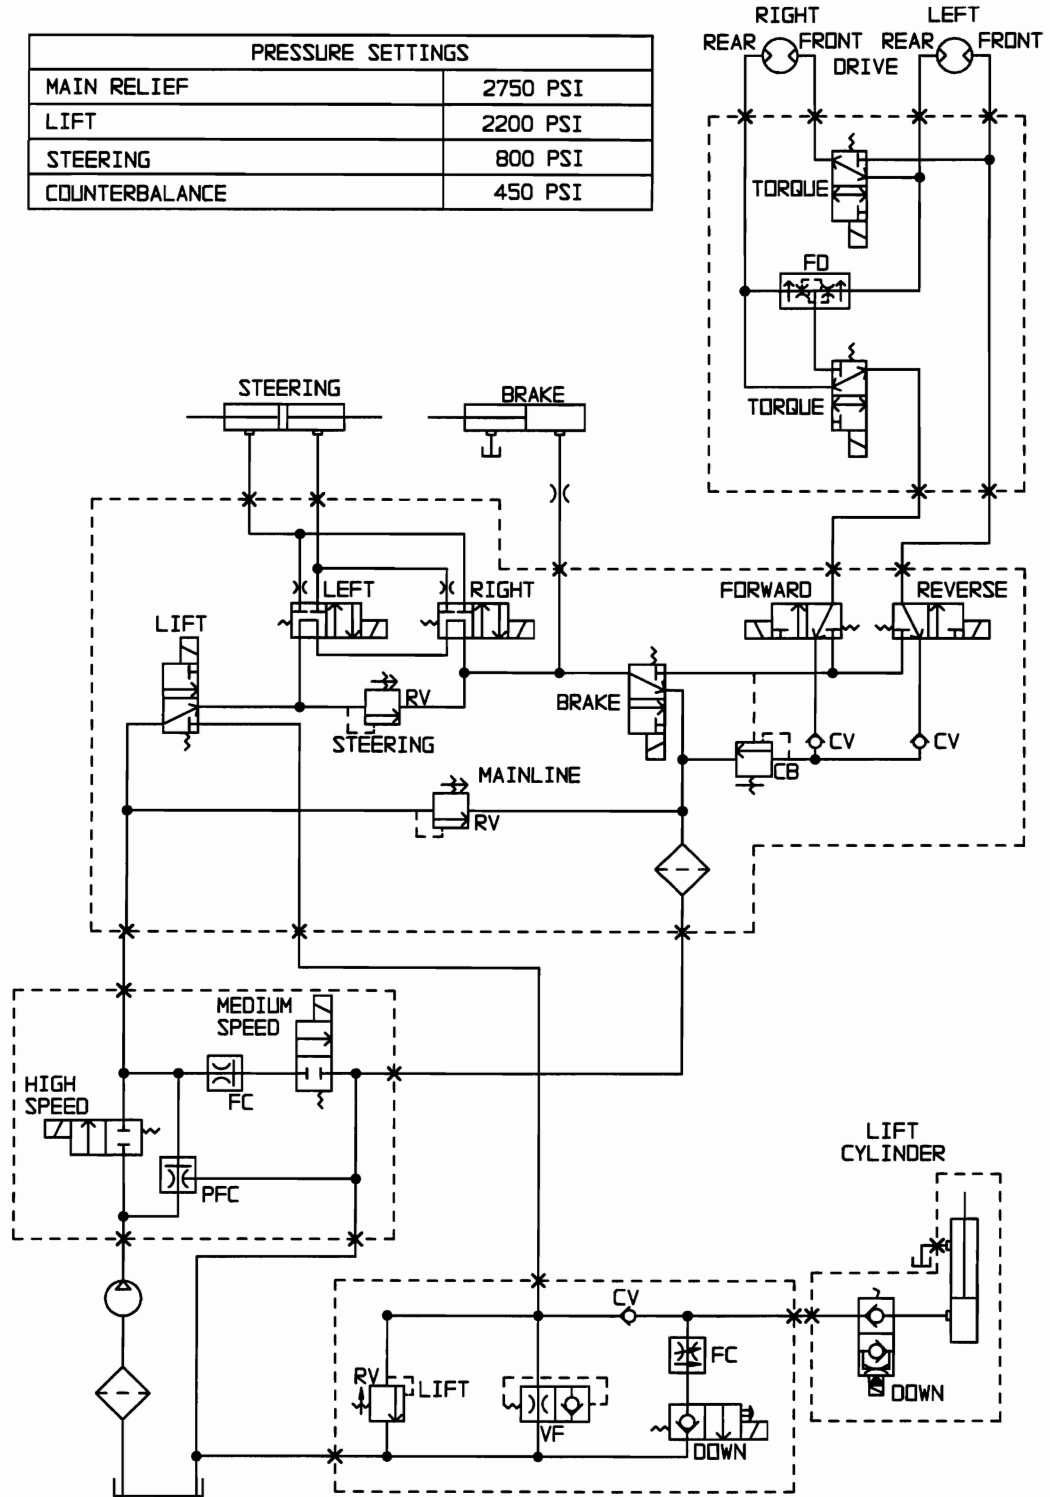 RIGHT LEFT
REAR FRONT REAR FRONT
DRIVE
PRESSURE SETTINGS
MAIN RELIEF 2750 PSI
LIFT 2200 PSI
STEERING 800 PSI
COUNTERBALANCE 450 PSI
TORQUE
FD
TORQUE
STEERING
BRAKE
LEFT
RIGHT
FORWARD
REVERSE
LIFT
RV
STEERING
BRAKE
CV
CV
CB
MAINLINE
RV
MEDIUM
SPEED
HIGH
SPEED
FC
PFC
LIFT
CYLINDER
CV
RV
LIFT
VF
FC
DOWN
DOWN